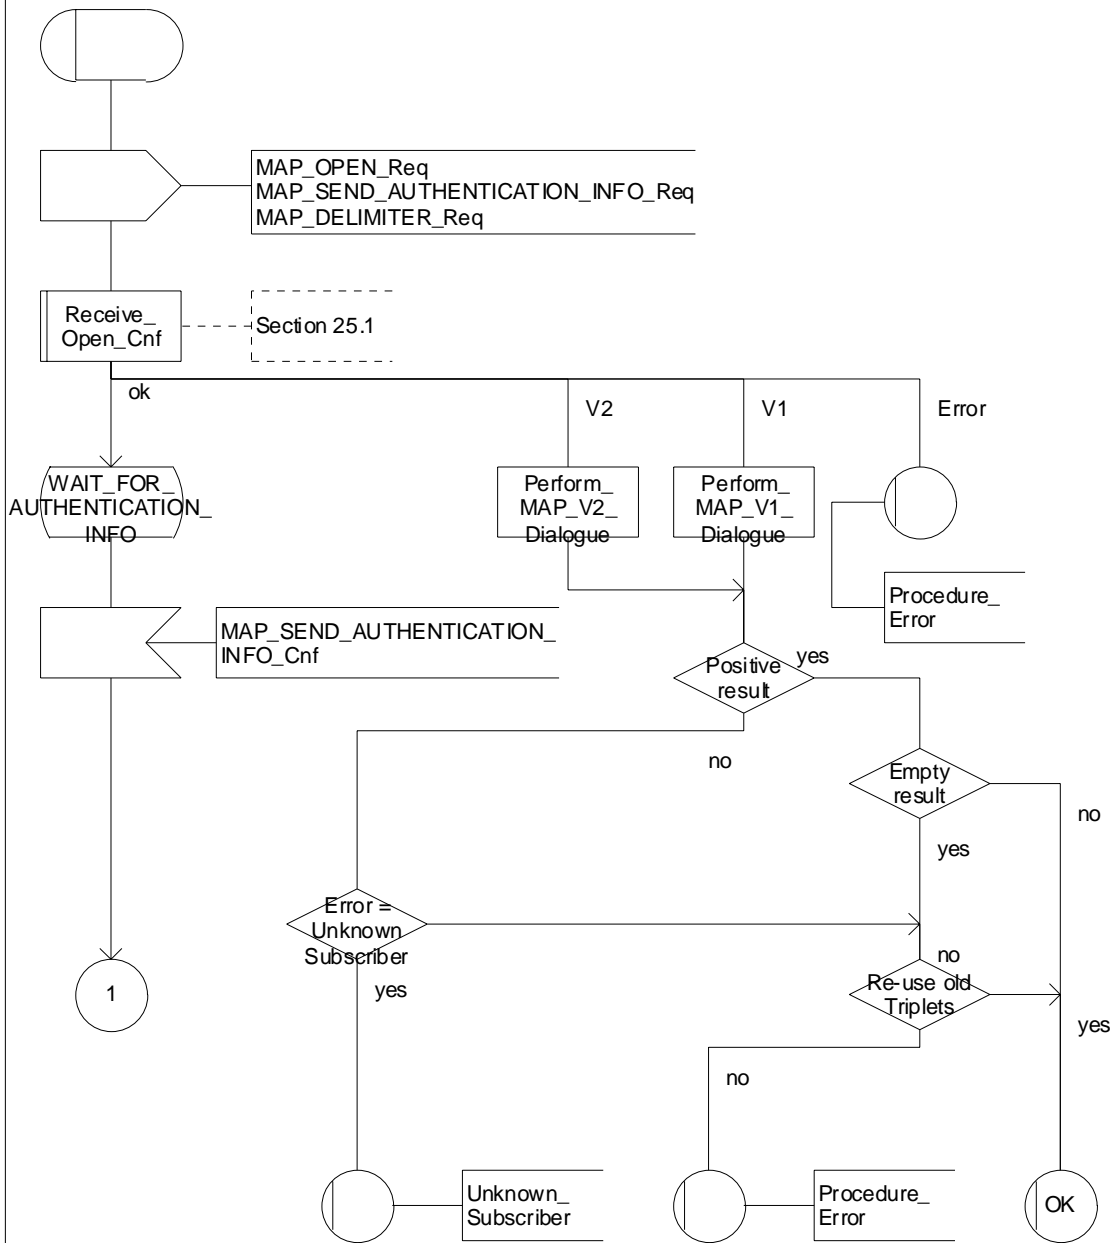 MAP_OPEN_Req
MAP_SEND_AUTHENTICATION_INFO_Req
MAP_DELIMITER_Req
Receive_
Open_Cnf
Section 25.1
ok
V2
V1
Error
WAIT_FOR_
AUTHENTICATION_
INFO
Perform_
MAP_V2_
Dialogue
Perform_
MAP_V1_
Dialogue
Procedure_
Error
MAP_SEND_AUTHENTICATION_
INFO_Cnf
Positive
result
yes
no
Empty
result
no
yes
Error =
Unknown
Subscriber
no
yes
1
Re-use old
Triplets
yes
no
Unknown_
Subscriber
Procedure_
Error
OK